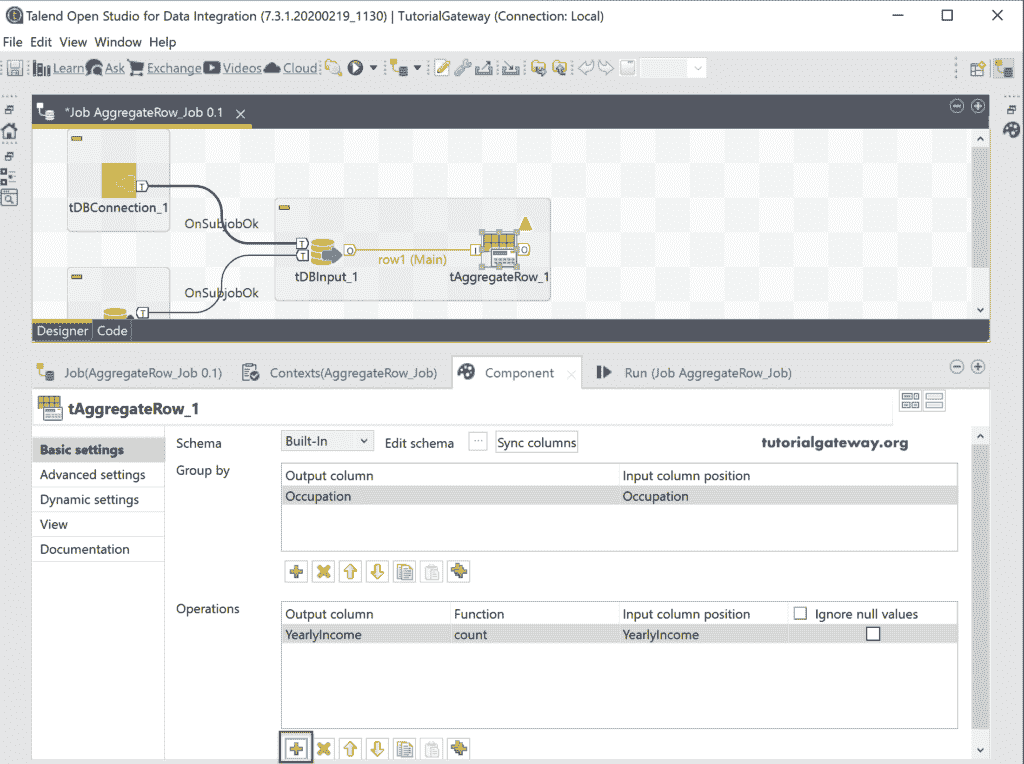 Talend Open Studio for Data Integration (7.3.1.20200219_1130) | TutorialGateway (Connection: Local)
File Edit View Window Help
Learn Ask Exchange Videos Cloud
*Job AggregateRow_Job 0.1
T
tDBConnection_1
OnSubjobOk
T
T
O
row1 (Main)
I
O
tDBInput_1
tAggregateRow_1
OnSubjobOk
T
Designer Code
Job(AggregateRow_Job 0.1) Contexts(AggregateRow_Job) Component Run (Job AggregateRow_Job)
tAggregateRow_1
Basic settings
Advanced settings
Dynamic settings
View
Documentation
Schema Built-In Edit schema ... Sync columns tutorialgateway.org
Group by
Output column Input column position
Occupation Occupation
Operations
Output column Function Input column position Ignore null values
YearlyIncome count YearlyIncome